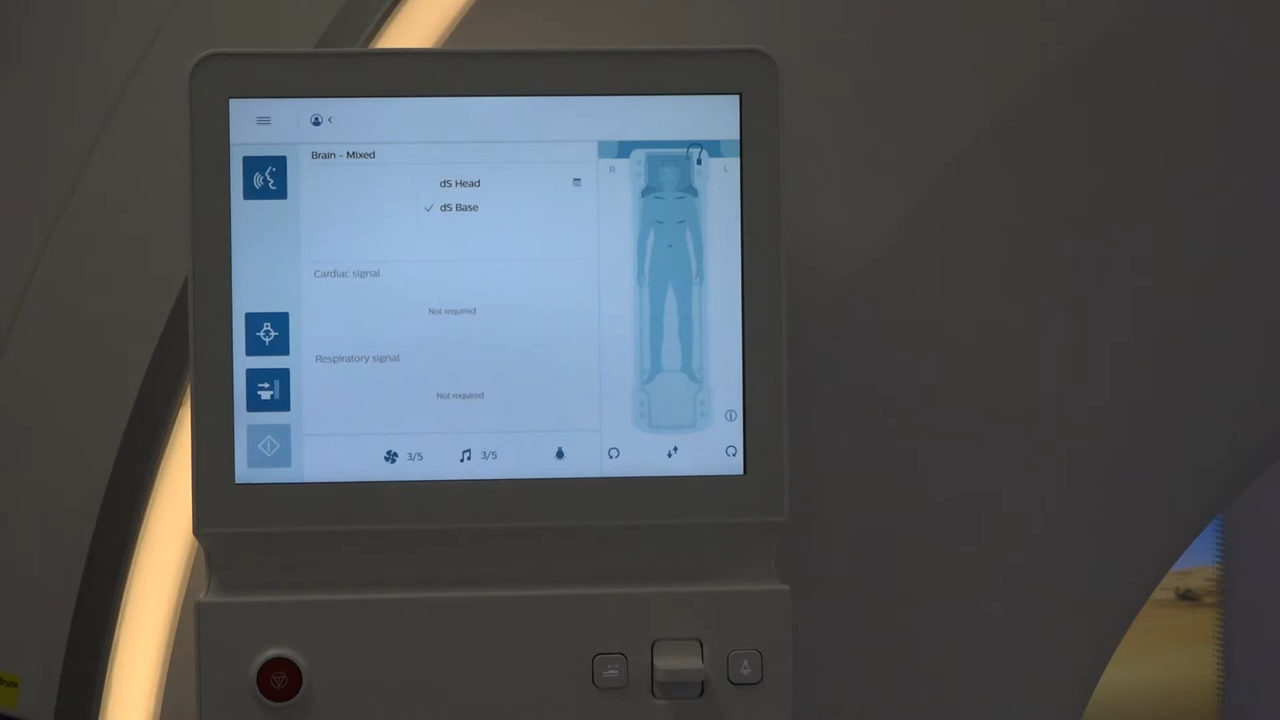 Brain - Mixed
R
L
dS Head
dS Base
Cardiac signal
Not required
Respiratory signal
Not required
3/5
3/5